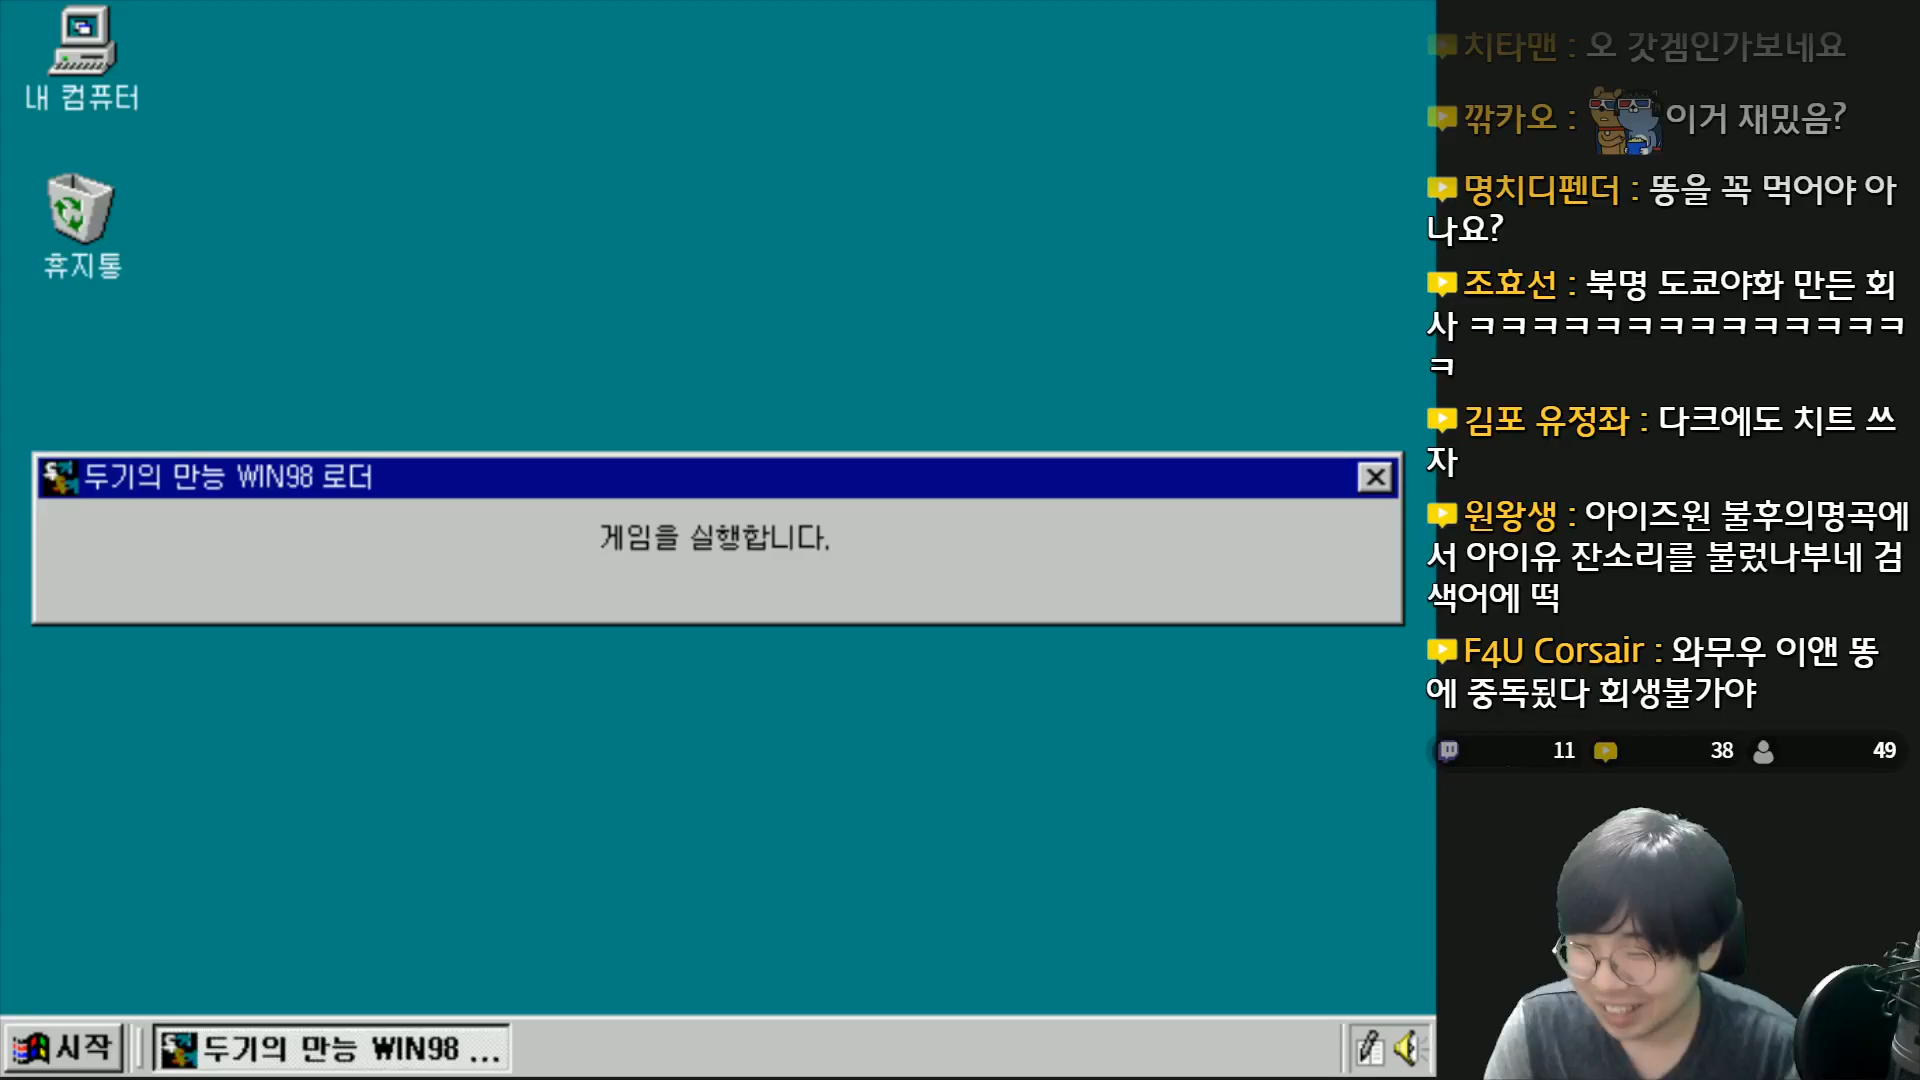 내 컴퓨터
휴지통
두기의 만능 WIN98 로더
게임을 실행합니다.
시작
두기의 만능 WIN98 ...
치타맨 : 오 갓겜인가보네요
깎카오 : 이거 재밌음?
명치디펜더 : 똥을 꼭 먹어야 아
나요?
조효선 : 북명 도쿄야화 만든 회
사 ㅋㅋㅋㅋㅋㅋㅋㅋㅋㅋㅋㅋㅋㅋ
ㅋ
김포 유정좌 : 다크에도 치트 쓰
자
원왕생 : 아이즈원 불후의명곡에
서 아이유 잔소리를 불렀나부네 검
색어에 떡
F4U Corsair : 와무우 이앤 똥
에 중독됬다 회생불가야
11 38 49